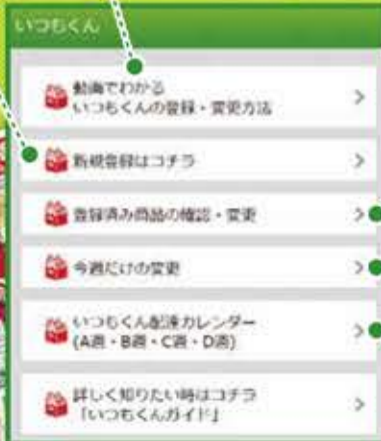 いつもくん
動画でわかる
いつもくんの登録・変更方法
新規登録はコチラ
登録済み商品の確認・変更
今週だけの変更
いつもくん配達カレンダー
(A週・B週・C週・D週)
詳しく知りたい時はコチラ
「いつもくんガイド」